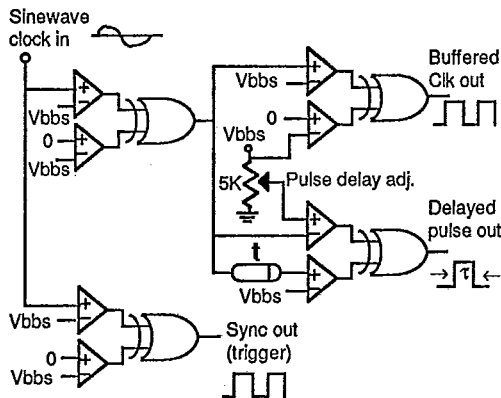 Sinewave
clock in
Vbbs
0
Vbbs
Vbbs
0
Vbbs
Buffered
Clk out
5K
Pulse delay adj.
t
Vbbs
Delayed
pulse out
τ
Vbbs
0
Vbbs
Sync out
(trigger)